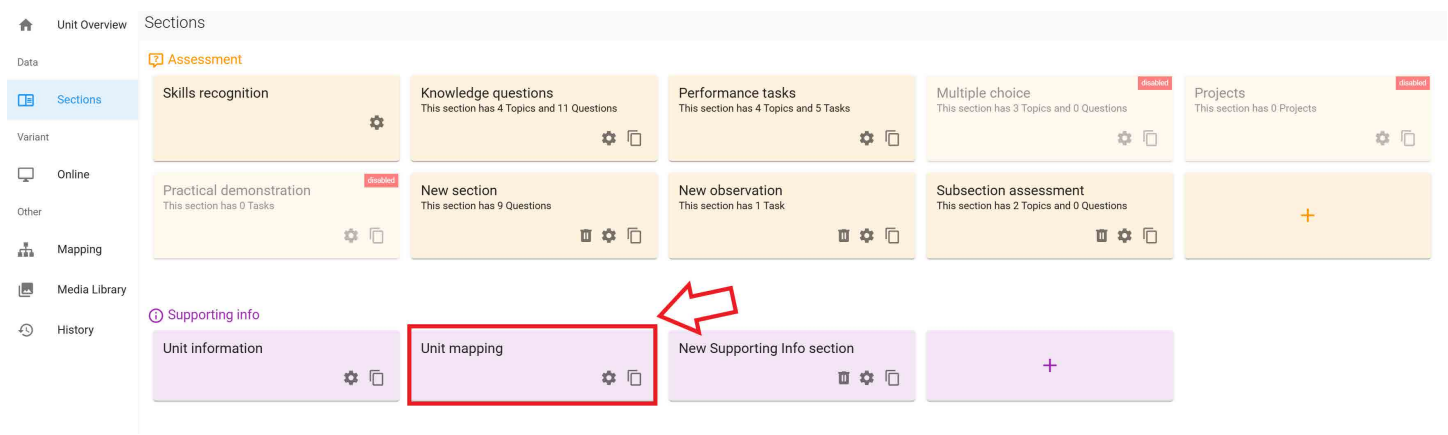 Unit Overview
Data
Sections
Variant
Online
Other
Mapping
Media Library
History
Sections
Assessment
Skills recognition
Knowledge questions
This section has 4 Topics and 11 Questions
Performance tasks
This section has 4 Topics and 5 Tasks
disabled
Multiple choice
This section has 3 Topics and 0 Questions
disabled
Projects
This section has 0 Projects
disabled
Practical demonstration
This section has 0 Tasks
New section
This section has 9 Questions
New observation
This section has 1 Task
Subsection assessment
This section has 2 Topics and 0 Questions
+
Supporting info
Unit information
Unit mapping
New Supporting Info section
+